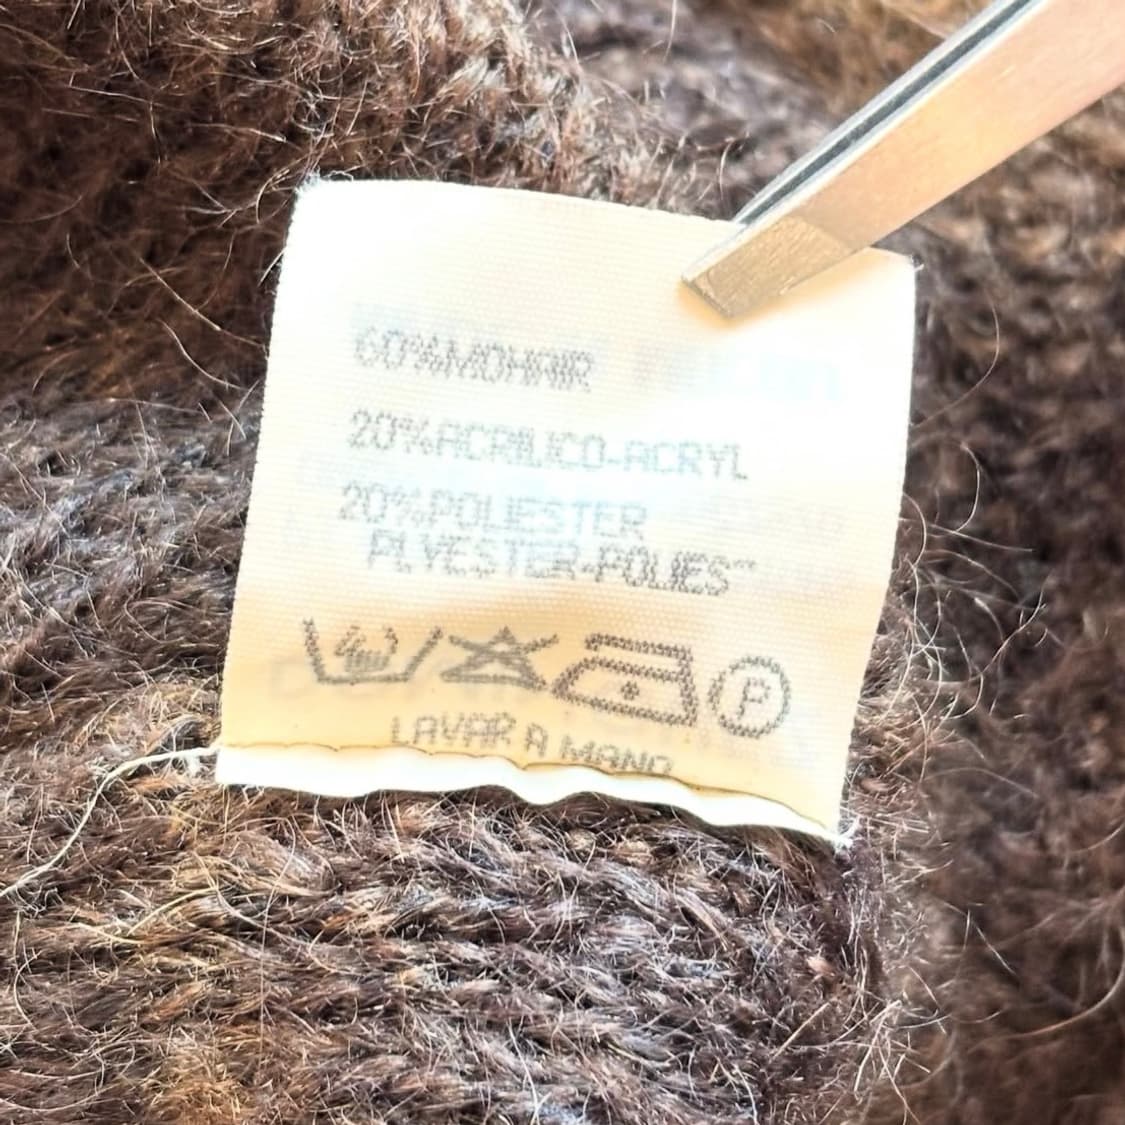 60%MOHAIR
20%ACRILICO-ACRYL
20%POLIESTER
PLYESTER-POLIES
P
LAVAR A MANO